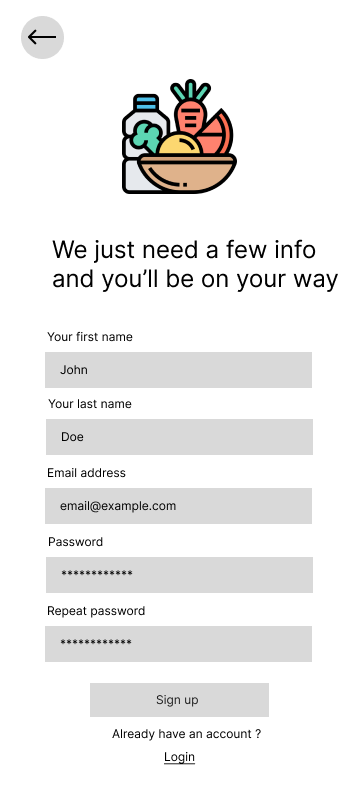 We just need a few info
and you’ll be on your way
Your first name
John
Your last name
Doe
Email address
email@example.com
Password
************
Repeat password
************
Sign up
Already have an account ?
Login